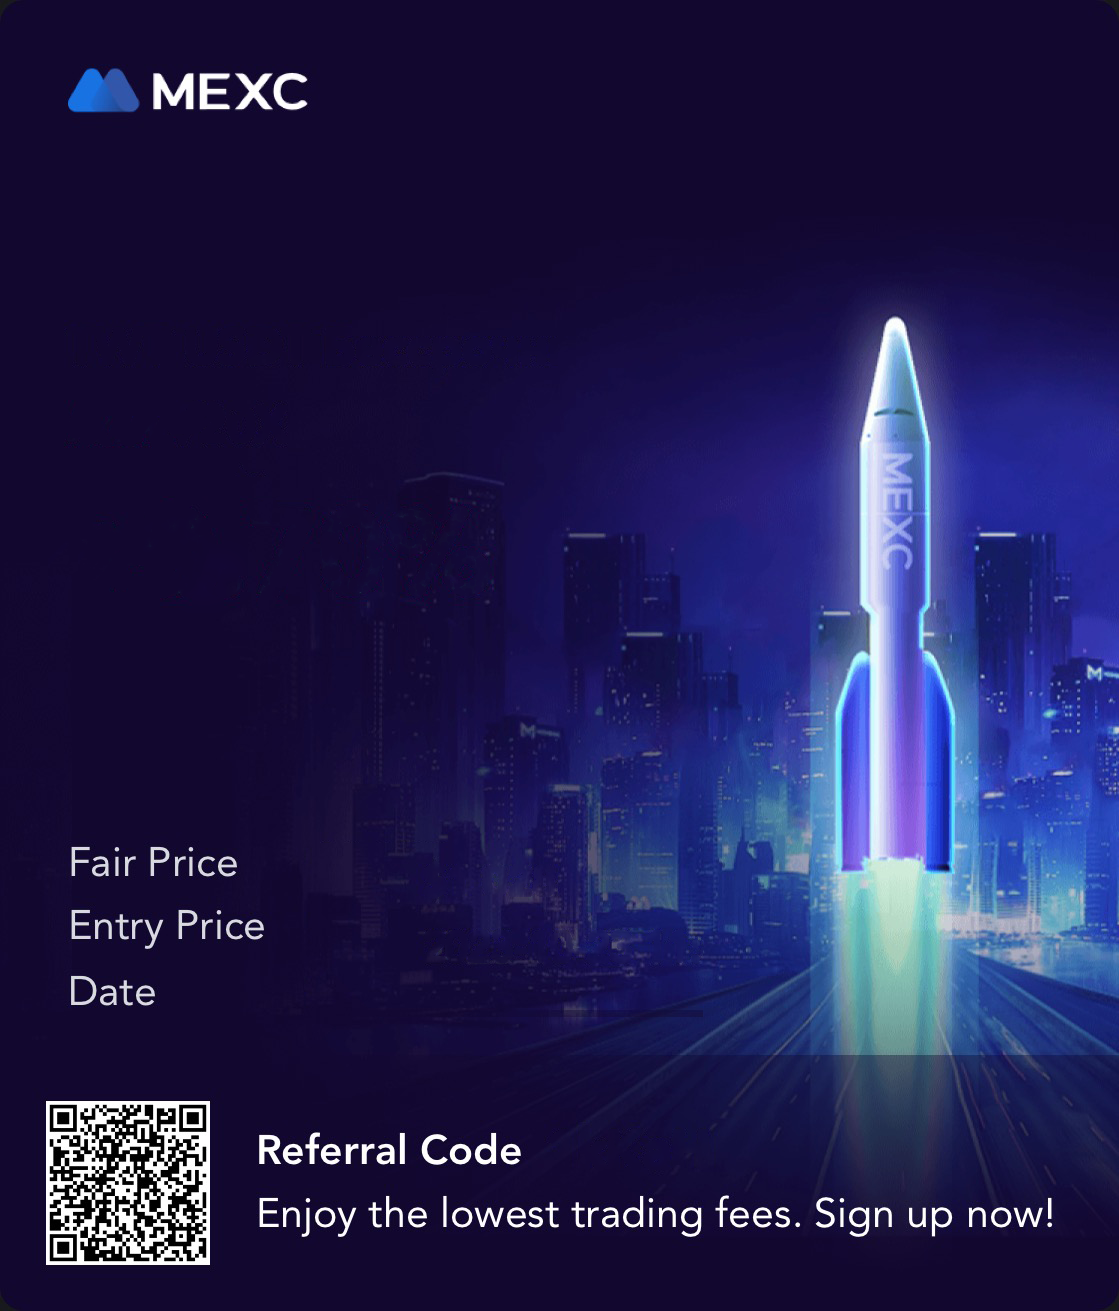 MEXC
MEXC
M
M
Fair Price
Entry Price
Date
Referral Code
Enjoy the lowest trading fees. Sign up now!